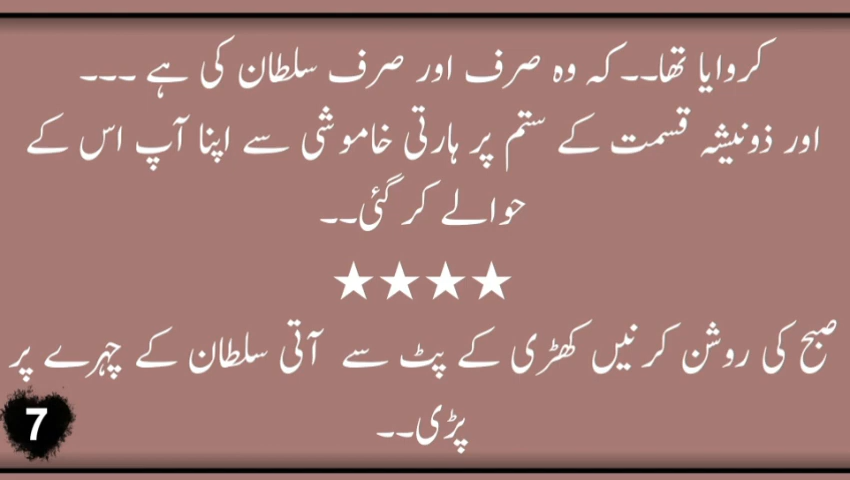 کروایا تھا۔۔کہ وہ صرف اور صرف سلطان کی ہے ۔۔۔
اور ذونیشہ قسمت کے ستم پر ہارتی خاموشی سے اپنا آپ اس کے
حوالے کر گئی۔۔
★★★★
صبح کی روشن کرنیں کھڑی کے پٹ سے آتی سلطان کے چہرے پر
پڑی۔۔
7